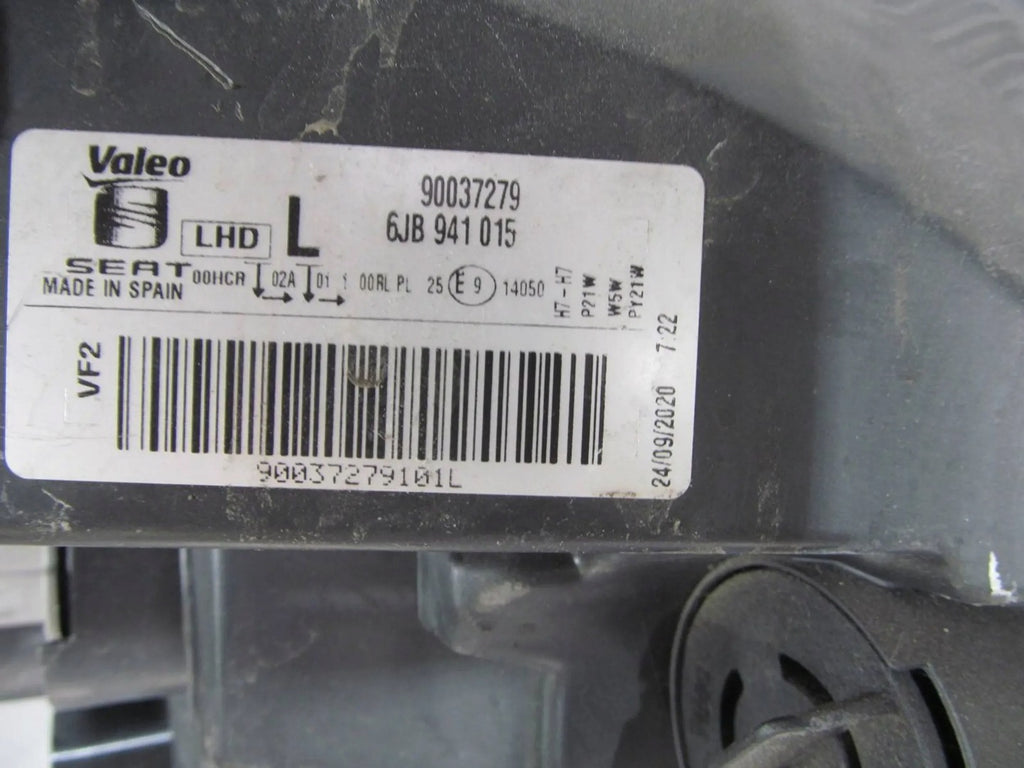 Valeo
SEAT
MADE IN SPAIN
LHD
L
90037279
6JB 941 015
00HCR 02A 01 1 00RL PL 25 E 9 14050
H7-H7
P21W
W5W
PY21W
VF2
90037279101L
24/09/2020 7:22